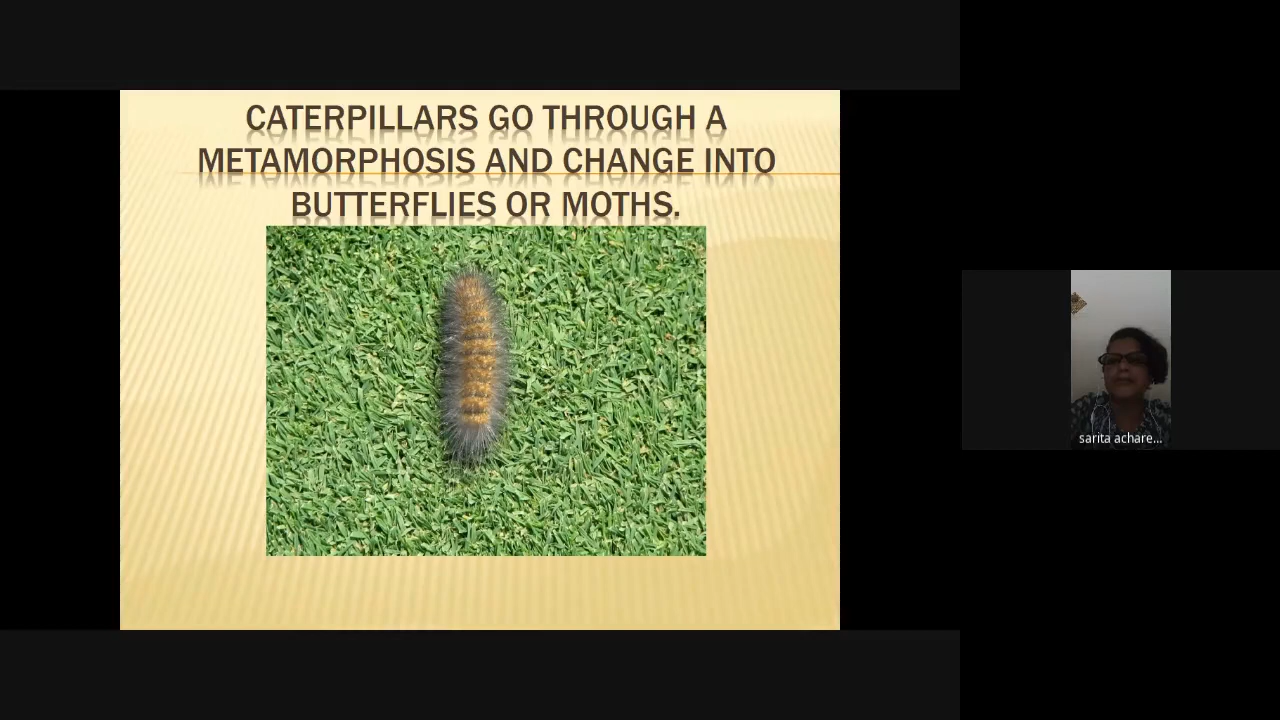 CATERPILLARS GO THROUGH A
METAMORPHOSIS AND CHANGE INTO
BUTTERFLIES OR MOTHS.
sarita achare...